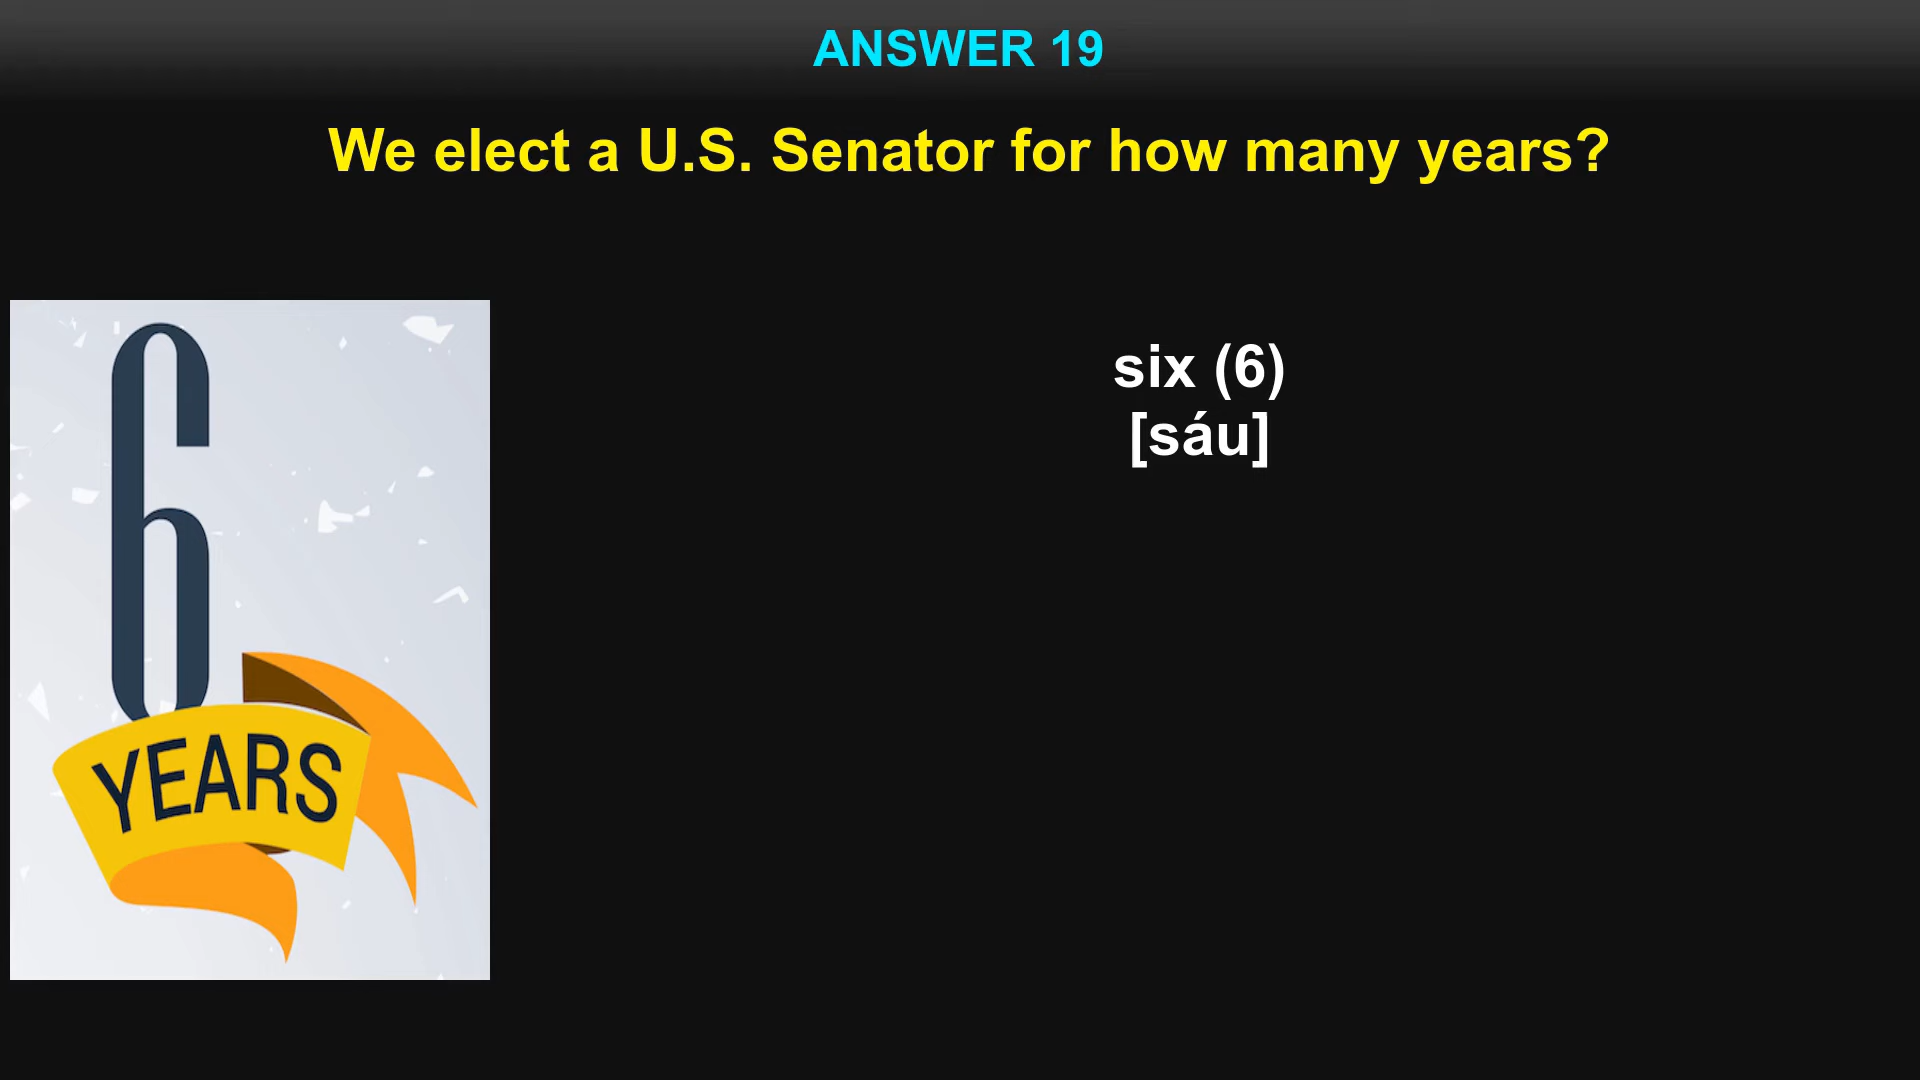 ANSWER 19
We elect a U.S. Senator for how many years?
six (6)
[sáu]
6
YEARS